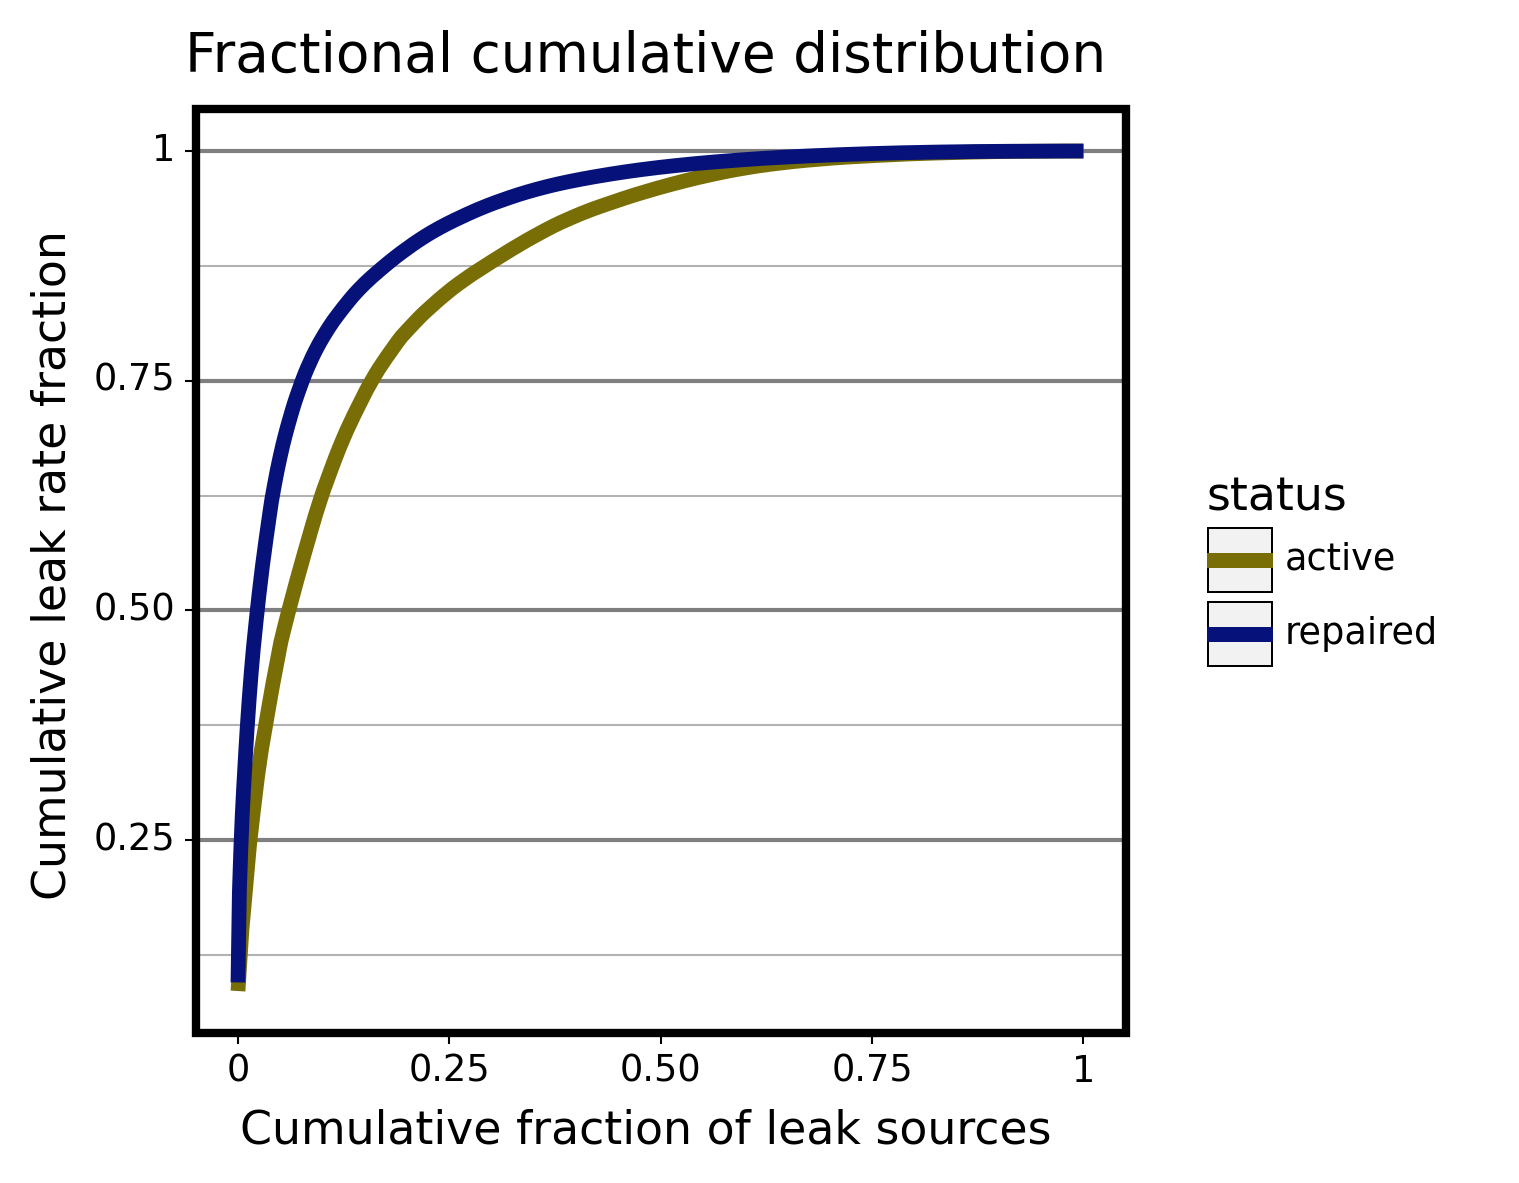 Fractional cumulative distribution
Cumulative leak rate fraction
1
0.75
0.50
0.25
0 0.25 0.50 0.75 1
Cumulative fraction of leak sources
status
active
repaired